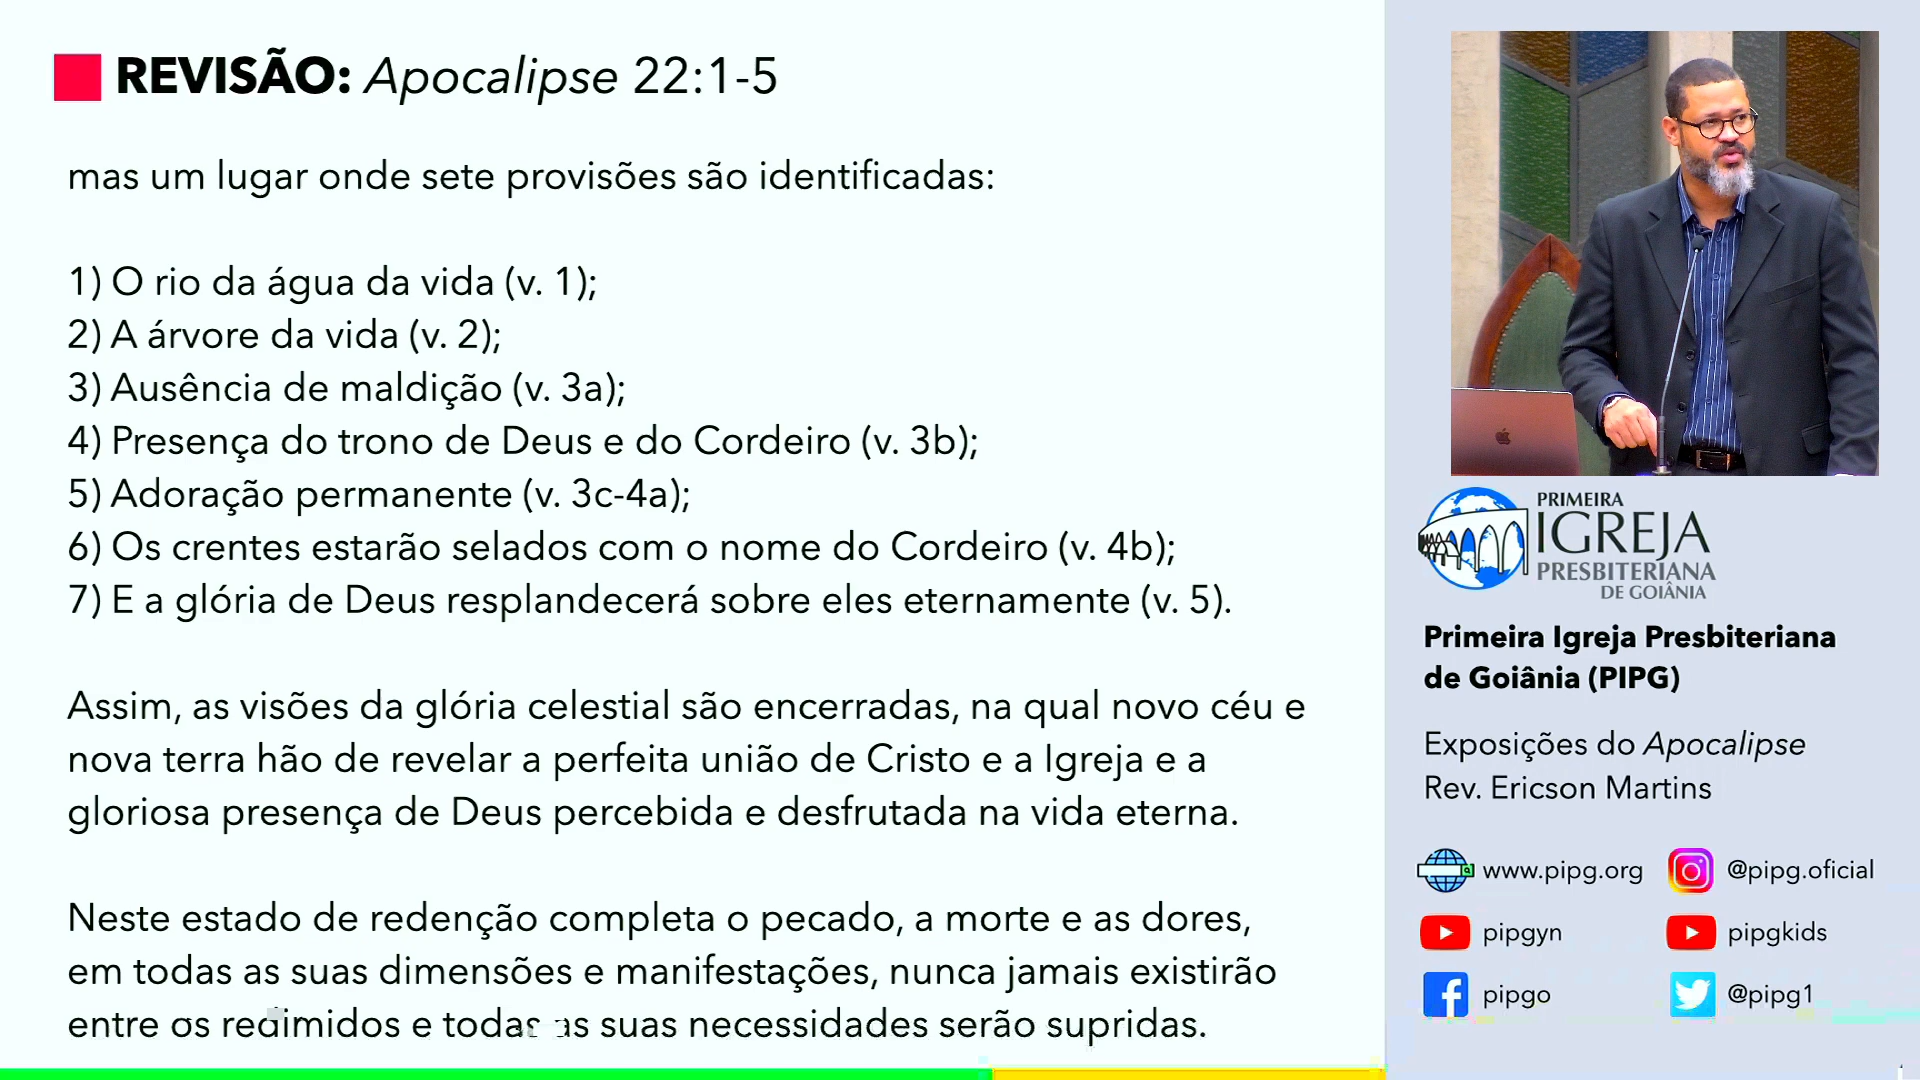 REVISÃO: Apocalipse 22:1-5
mas um lugar onde sete provisões são identificadas:
1) O rio da água da vida (v. 1);
2) A árvore da vida (v. 2);
3) Ausência de maldição (v. 3a);
4) Presença do trono de Deus e do Cordeiro (v. 3b);
5) Adoração permanente (v. 3c-4a);
6) Os crentes estarão selados com o nome do Cordeiro (v. 4b);
7) E a glória de Deus resplandecerá sobre eles eternamente (v. 5).
Assim, as visões da glória celestial são encerradas, na qual novo céu e
nova terra hão de revelar a perfeita união de Cristo e a Igreja e a
gloriosa presença de Deus percebida e desfrutada na vida eterna.
Neste estado de redenção completa o pecado, a morte e as dores,
em todas as suas dimensões e manifestações, nunca jamais existirão
entre os redimidos e todas as suas necessidades serão supridas.
PRIMEIRA
IGREJA
PRESBITERIANA
DE GOIÂNIA
Primeira Igreja Presbiteriana
de Goiânia (PIPG)
Exposições do Apocalipse
Rev. Ericson Martins
www.pipg.org @pipg.oficial
pipgyn pipgkids
pipgo @pipg1